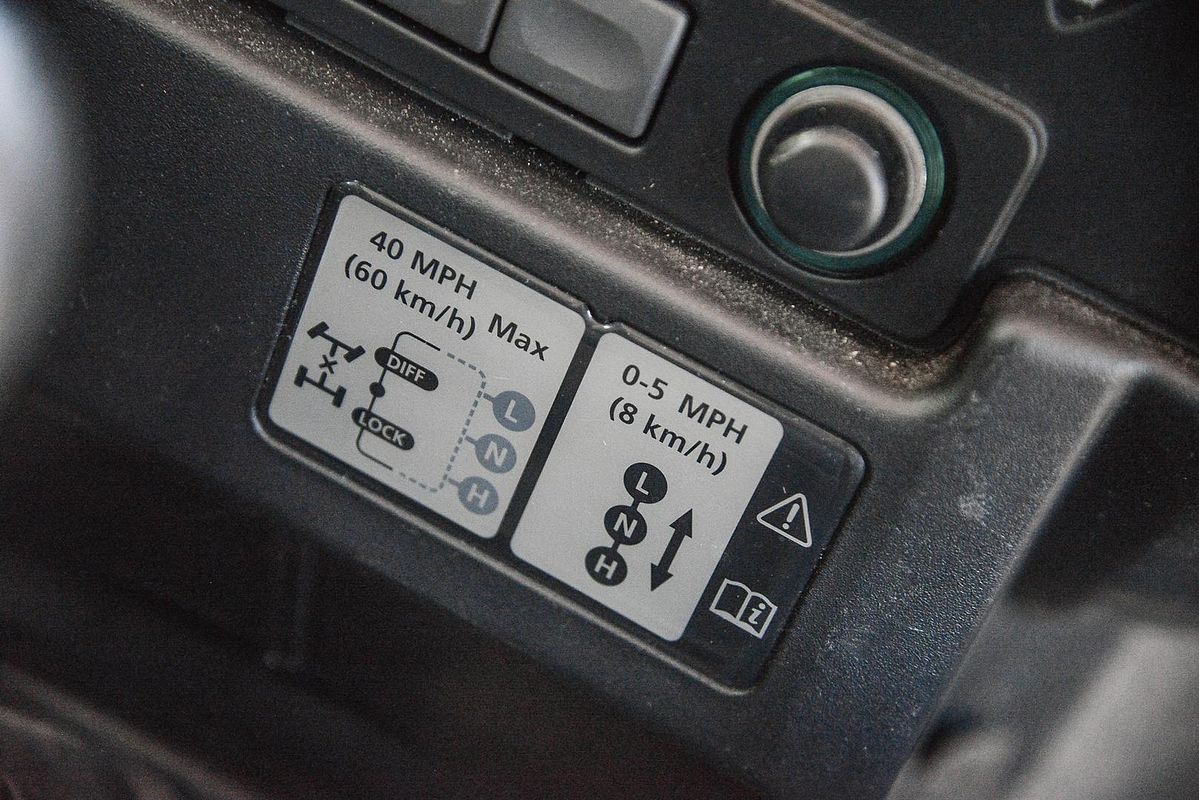 40 MPH
(60 km/h) Max
DIFF
LOCK
L
N
H
0-5 MPH
(8 km/h)
L
N
H
i